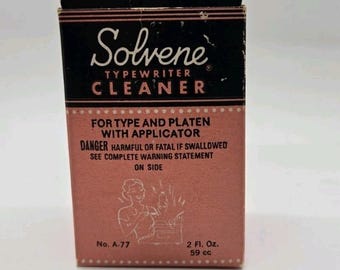 Solvene®
TYPEWRITER
CLEANER
FOR TYPE AND PLATEN
WITH APPLICATOR
DANGER HARMFUL OR FATAL IF SWALLOWED
SEE COMPLETE WARNING STATEMENT
ON SIDE
No. A-77 2 Fl. Oz.
59 cc